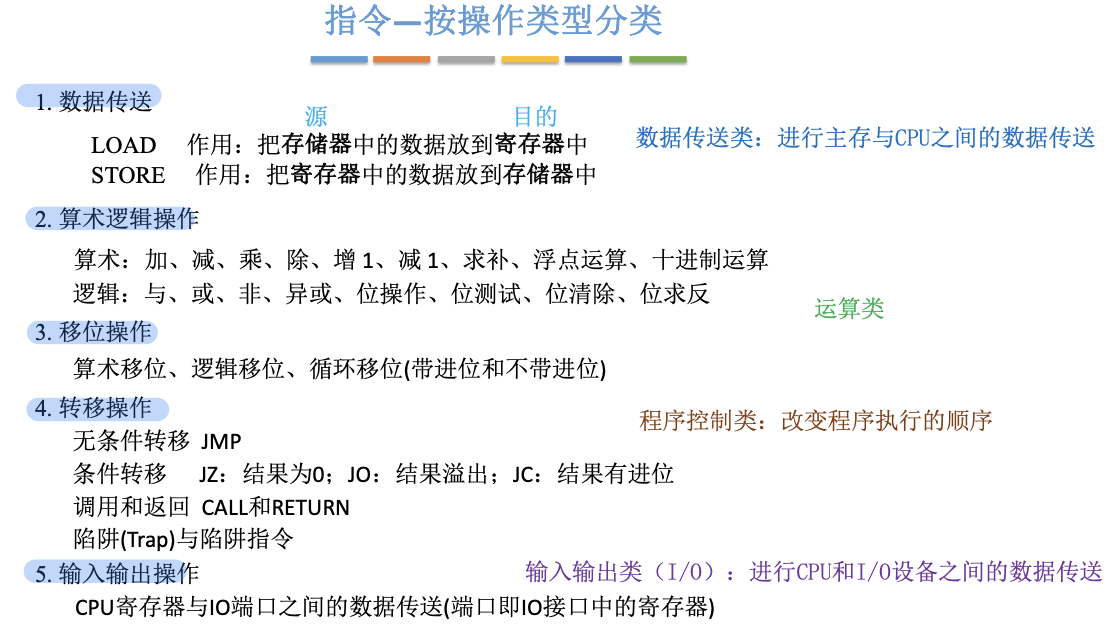 指令—按操作类型分类
1. 数据传送
源 目的
LOAD 作用：把存储器中的数据放到寄存器中
数据传送类：进行主存与CPU之间的数据传送
STORE 作用：把寄存器中的数据放到存储器中
2. 算术逻辑操作
算术：加、减、乘、除、增 1、减 1、求补、浮点运算、十进制运算
逻辑：与、或、非、异或、位操作、位测试、位清除、位求反
运算类
3. 移位操作
算术移位、逻辑移位、循环移位(带进位和不带进位)
4. 转移操作
程序控制类：改变程序执行的顺序
无条件转移 JMP
条件转移 JZ：结果为0；JO：结果溢出；JC：结果有进位
调用和返回 CALL和RETURN
陷阱(Trap)与陷阱指令
5. 输入输出操作
输入输出类（I/O）：进行CPU和I/O设备之间的数据传送
CPU寄存器与IO端口之间的数据传送(端口即IO接口中的寄存器)